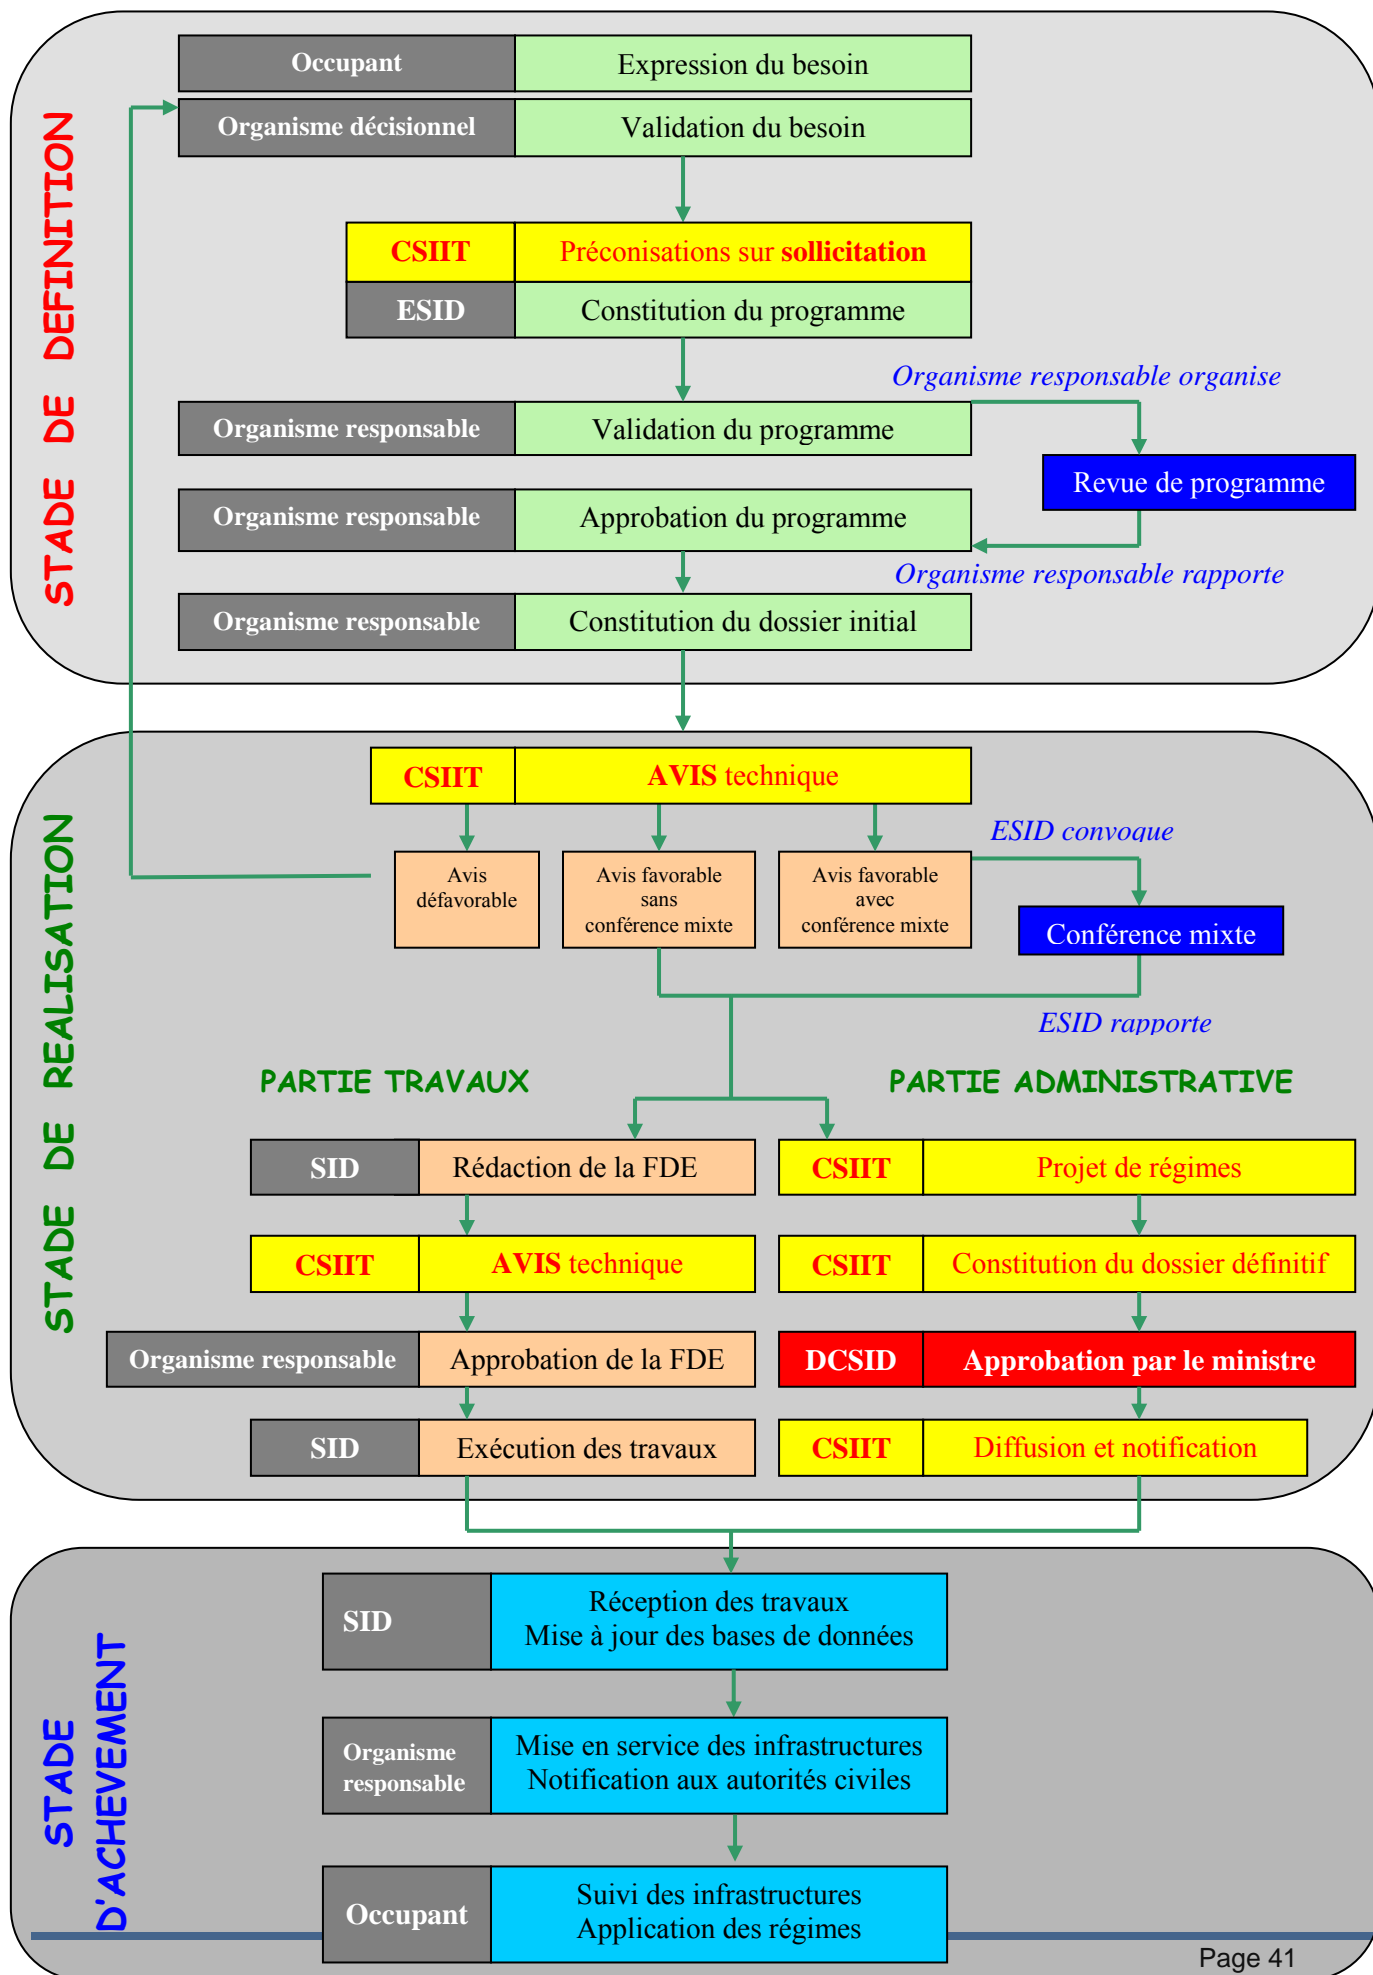 STADE DE DEFINITION
Occupant Expression du besoin
Organisme décisionnel Validation du besoin
CSIIT Préconisations sur sollicitation
ESID Constitution du programme
Organisme responsable organise
Organisme responsable Validation du programme
Revue de programme
Organisme responsable Approbation du programme
Organisme responsable rapporte
Organisme responsable Constitution du dossier initial
STADE DE REALISATION
CSIIT AVIS technique
ESID convoque
Avis
défavorable
Avis favorable
sans
conférence mixte
Avis favorable
avec
conférence mixte
Conférence mixte
ESID rapporte
PARTIE TRAVAUX
SID Rédaction de la FDE
CSIIT AVIS technique
Organisme responsable Approbation de la FDE
SID Exécution des travaux
PARTIE ADMINISTRATIVE
CSIIT Projet de régimes
CSIIT Constitution du dossier définitif
DCSID Approbation par le ministre
CSIIT Diffusion et notification
STADE
D'ACHEVEMENT
SID
Réception des travaux
Mise à jour des bases de données
Organisme
responsable
Mise en service des infrastructures
Notification aux autorités civiles
Occupant
Suivi des infrastructures
Application des régimes
Page 41